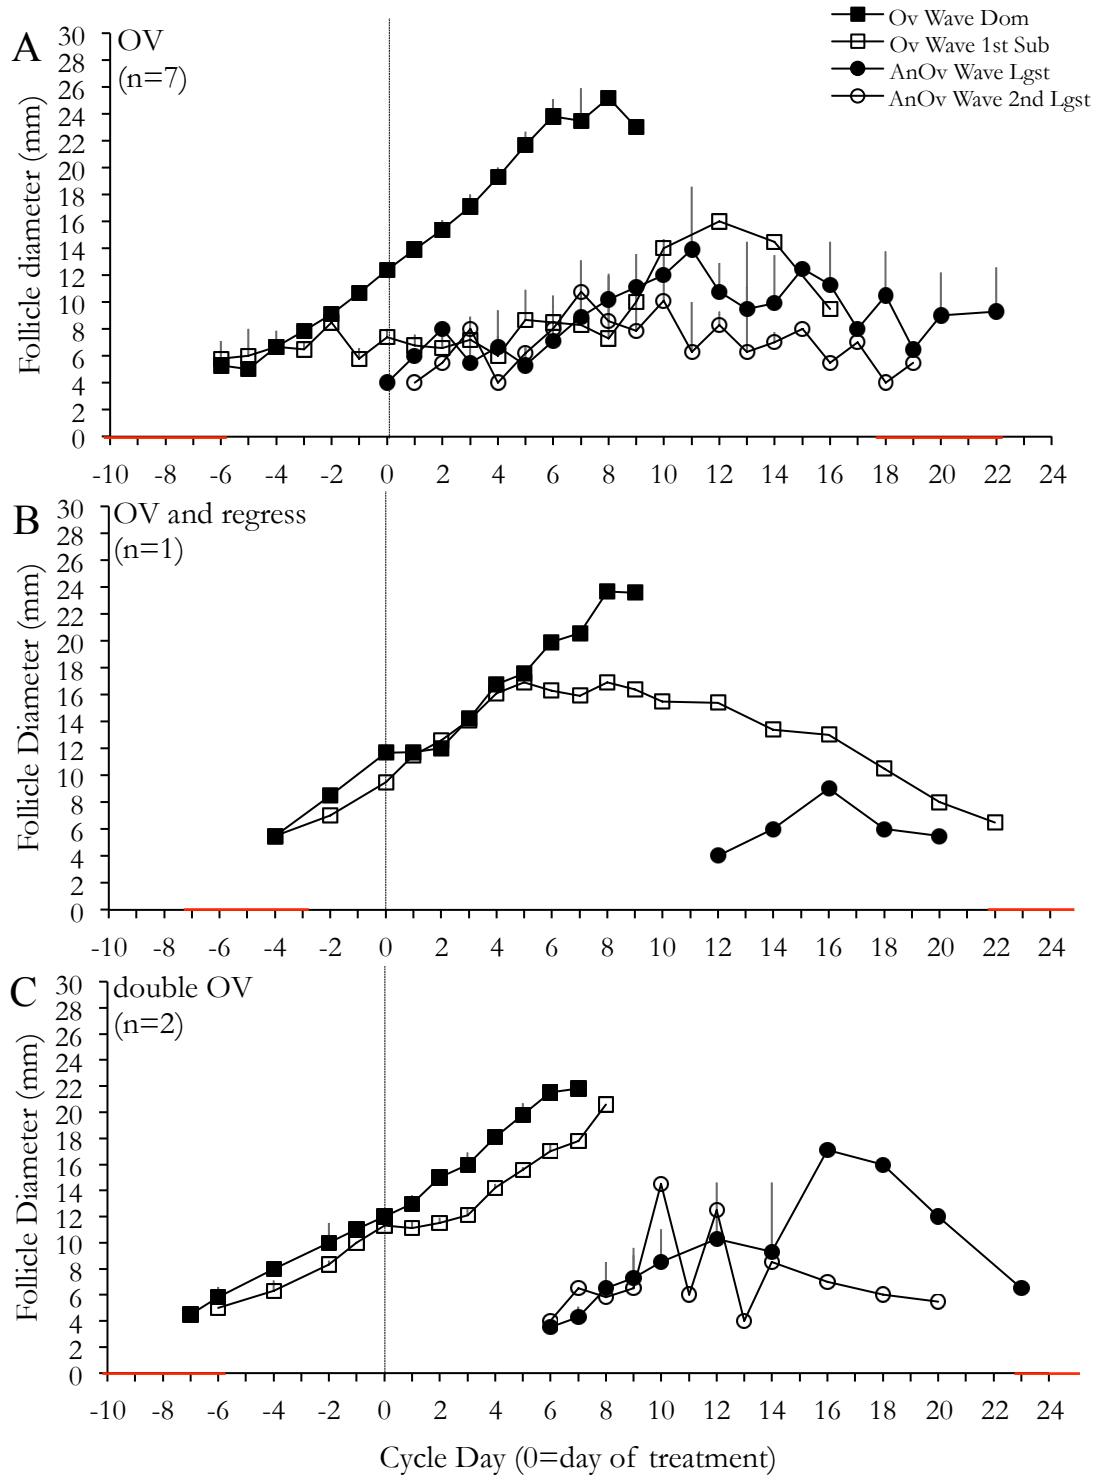 Ov Wave Dom
Ov Wave 1st Sub
AnOv Wave Lgst
AnOv Wave 2nd Lgst
A
OV
(n=7)
Follicle diameter (mm)
30
28
26
24
22
20
18
16
14
12
10
8
6
4
2
0
-10 -8 -6 -4 -2 0 2 4 6 8 10 12 14 16 18 20 22 24
B
OV and regress
(n=1)
Follicle Diameter (mm)
30
28
26
24
22
20
18
16
14
12
10
8
6
4
2
0
-10 -8 -6 -4 -2 0 2 4 6 8 10 12 14 16 18 20 22 24
C
double OV
(n=2)
Follicle Diameter (mm)
30
28
26
24
22
20
18
16
14
12
10
8
6
4
2
0
-10 -8 -6 -4 -2 0 2 4 6 8 10 12 14 16 18 20 22 24
Cycle Day (0=day of treatment)